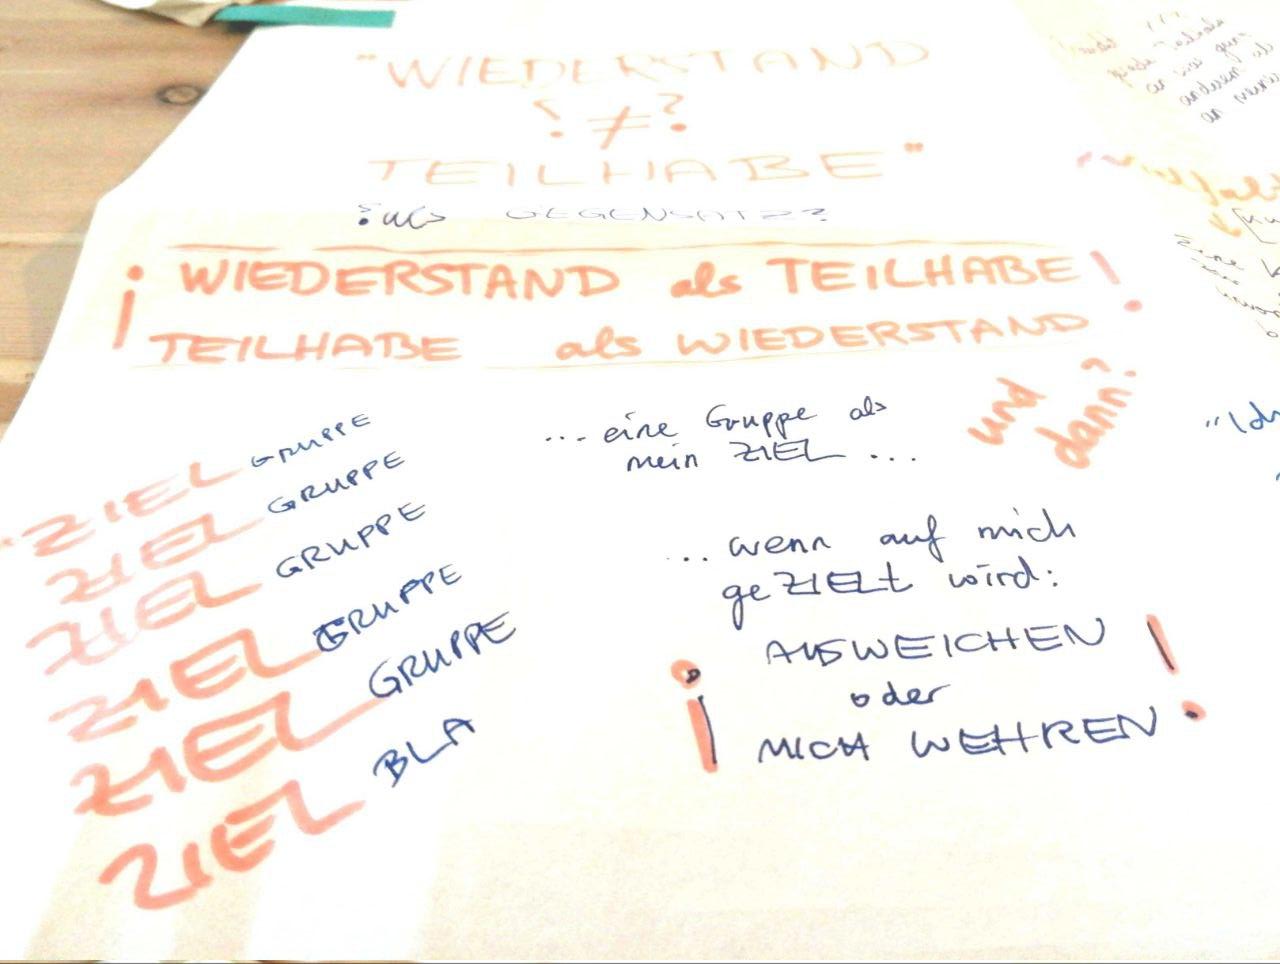 "WIEDERSTAND
¿≠?
TEILHABE"
¿als GEGENSATZ?
¡ WIEDERSTAND als TEILHABE!
TEILHABE als WIEDERSTAND
und
dann?
"ZIEL GRUPPE
ZIEL GRUPPE
ZIEL GRUPPE
ZIEL GRUPPE
ZIEL GRUPPE
ZIEL BLA
... eine Gruppe als
mein ZIEL ...
... wenn auf mich
geZIELt wird:
¡ AUSWEICHEN !
oder
MICH WEHREN
anderem als
"Ich